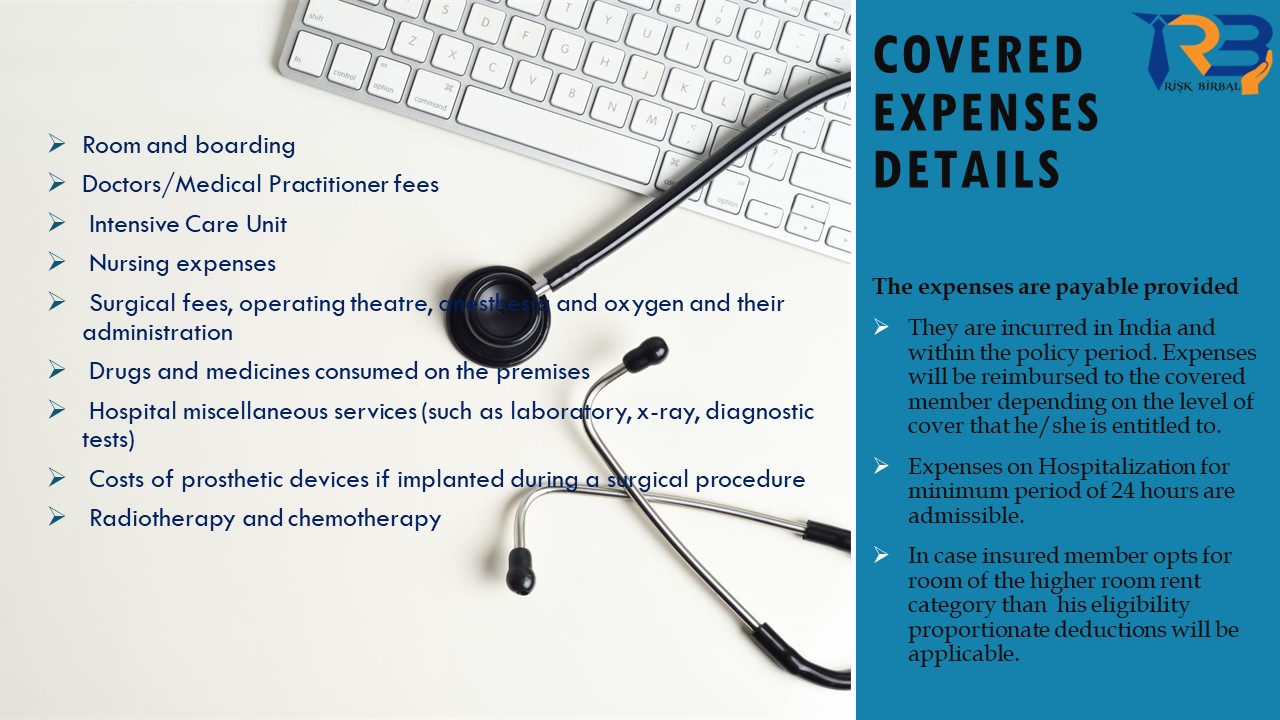 COVERED
EXPENSES
DETAILS
RISK BIRBAL
Room and boarding
Doctors/Medical Practitioner fees
Intensive Care Unit
Nursing expenses
Surgical fees, operating theatre, anesthesia and oxygen and their
administration
Drugs and medicines consumed on the premises
Hospital miscellaneous services (such as laboratory, x-ray, diagnostic
tests)
Costs of prosthetic devices if implanted during a surgical procedure
Radiotherapy and chemotherapy
The expenses are payable provided
They are incurred in India and
within the policy period. Expenses
will be reimbursed to the covered
member depending on the level of
cover that he/she is entitled to.
Expenses on Hospitalization for
minimum period of 24 hours are
admissible.
In case insured member opts for
room of the higher room rent
category than his eligibility
proportionate deductions will be
applicable.
shift
fn
control
option
command
Z
X
C
V
B
N
M
S
D
F
G
H
J
K
L
T
Y
U
I
O
P
option